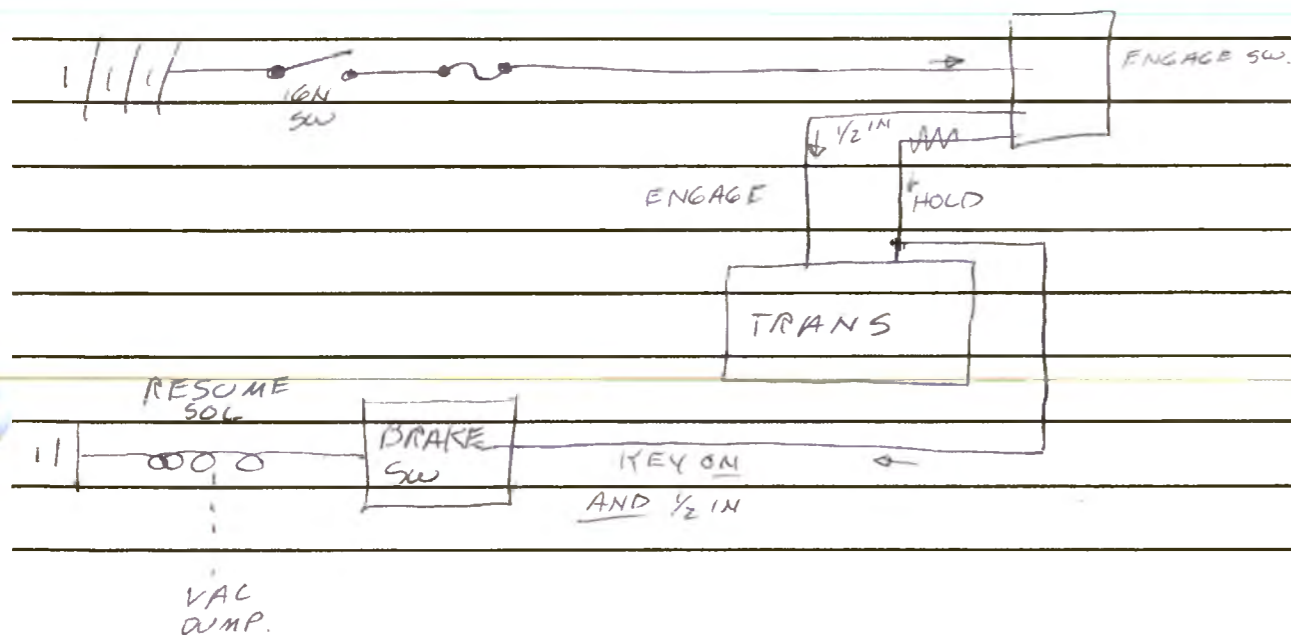 IGN
SW
ENGAGE SW.
1/2 IN
ENGAGE
HOLD
TRANS
RESUME
SOL
BRAKE
SW
KEY ON
AND 1/2 IN
VAC
DUMP.